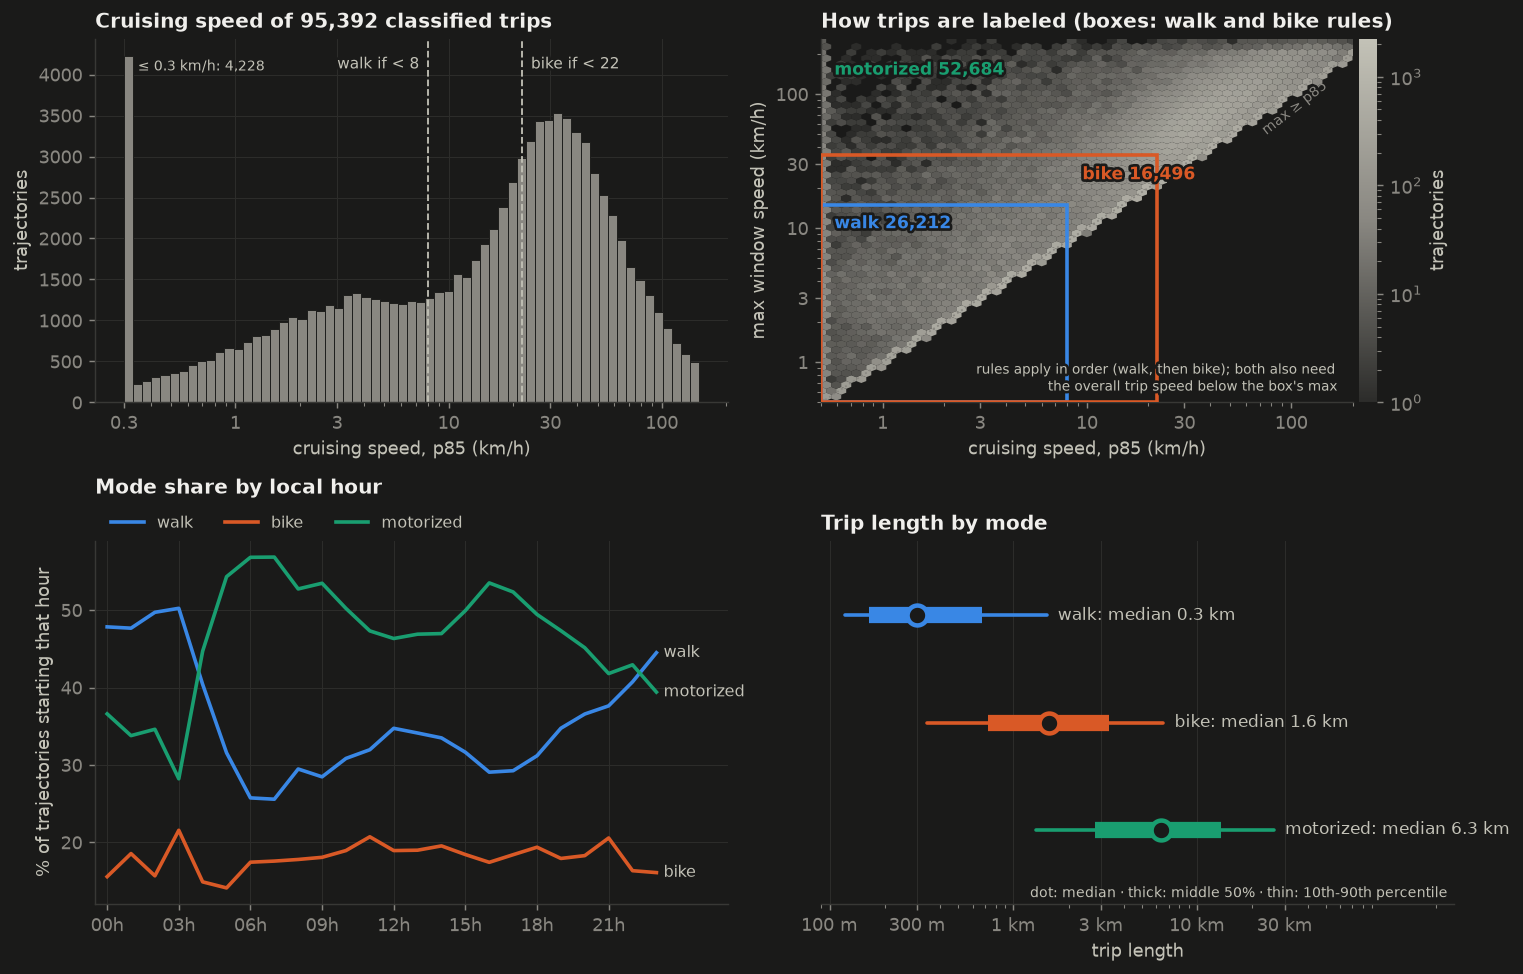 Cruising speed of 95,392 classified trips
≤ 0.3 km/h: 4,228
walk if < 8
bike if < 22
trajectories
4000
3500
3000
2500
2000
1500
1000
500
0
0.3
1
3
10
30
100
cruising speed, p85 (km/h)
How trips are labeled (boxes: walk and bike rules)
motorized 52,684
max ≥ p85
bike 16,496
walk 26,212
rules apply in order (walk, then bike); both also need
the overall trip speed below the box's max
max window speed (km/h)
100
30
10
3
1
1
3
10
30
100
cruising speed, p85 (km/h)
10³
10²
10¹
10⁰
trajectories
Mode share by local hour
walk
bike
motorized
% of trajectories starting that hour
50
40
30
20
walk
motorized
bike
00h
03h
06h
09h
12h
15h
18h
21h
Trip length by mode
walk: median 0.3 km
bike: median 1.6 km
motorized: median 6.3 km
dot: median · thick: middle 50% · thin: 10th-90th percentile
100 m
300 m
1 km
3 km
10 km
30 km
trip length